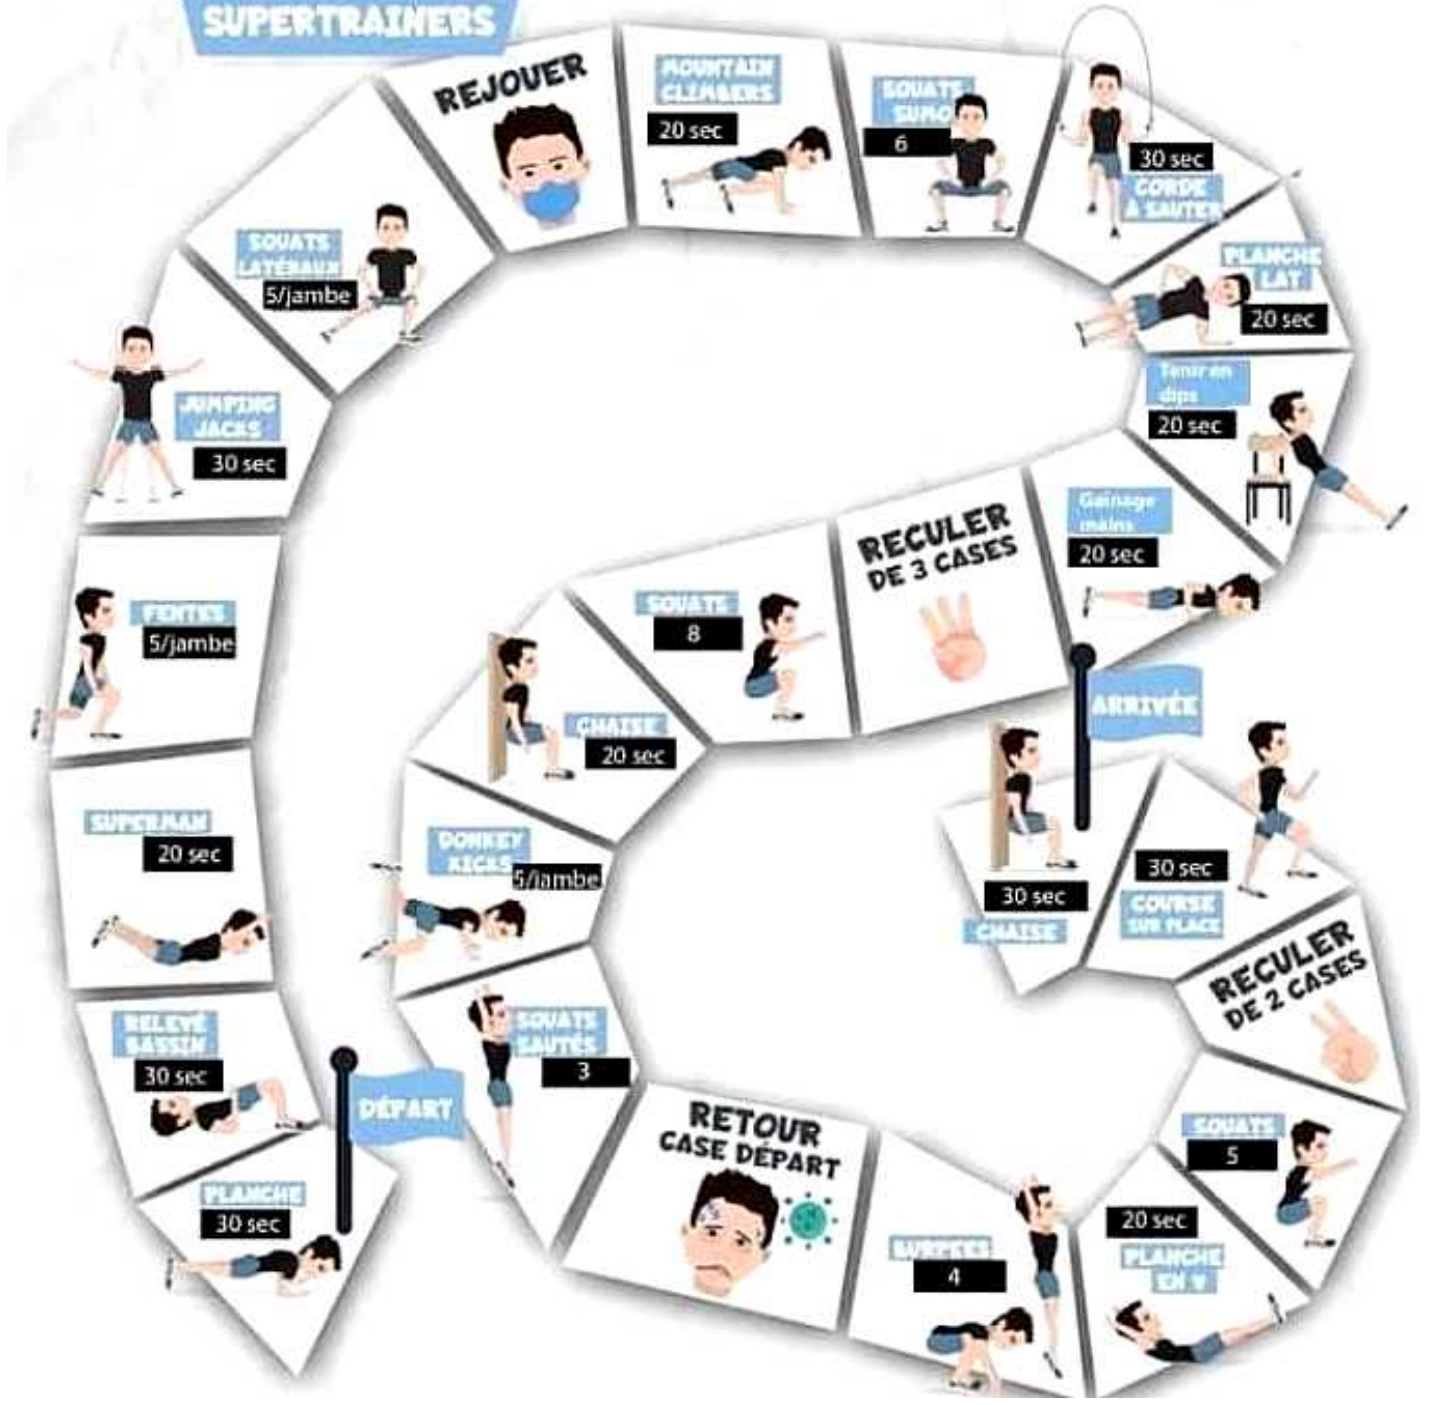 SUPERTRAINERS
REJOUER
MOUNTAIN
CLIMBERS
20 sec
SQUATS
SUMO
6
30 sec
CORDE
À SAUTER
PLANCHE
LAT
20 sec
Tenir en
dips
20 sec
Gainage
mains
20 sec
RECULER
DE 3 CASES
SQUATS
8
CHAISE
20 sec
DONKEY
KICKS
5/jambe
SQUATS
SAUTÉS
3
RETOUR
CASE DÉPART
BURPEES
4
20 sec
PLANCHE
EN V
SQUATS
5
RECULER
DE 2 CASES
30 sec
COURSE
SUR PLACE
30 sec
CHAISE
ARRIVÉE
SQUATS
LATÉRAUX
5/jambe
JUMPING
JACKS
30 sec
FENTES
5/jambe
SUPERMAN
20 sec
RELEVÉ
BASSIN
30 sec
DÉPART
PLANCHE
30 sec